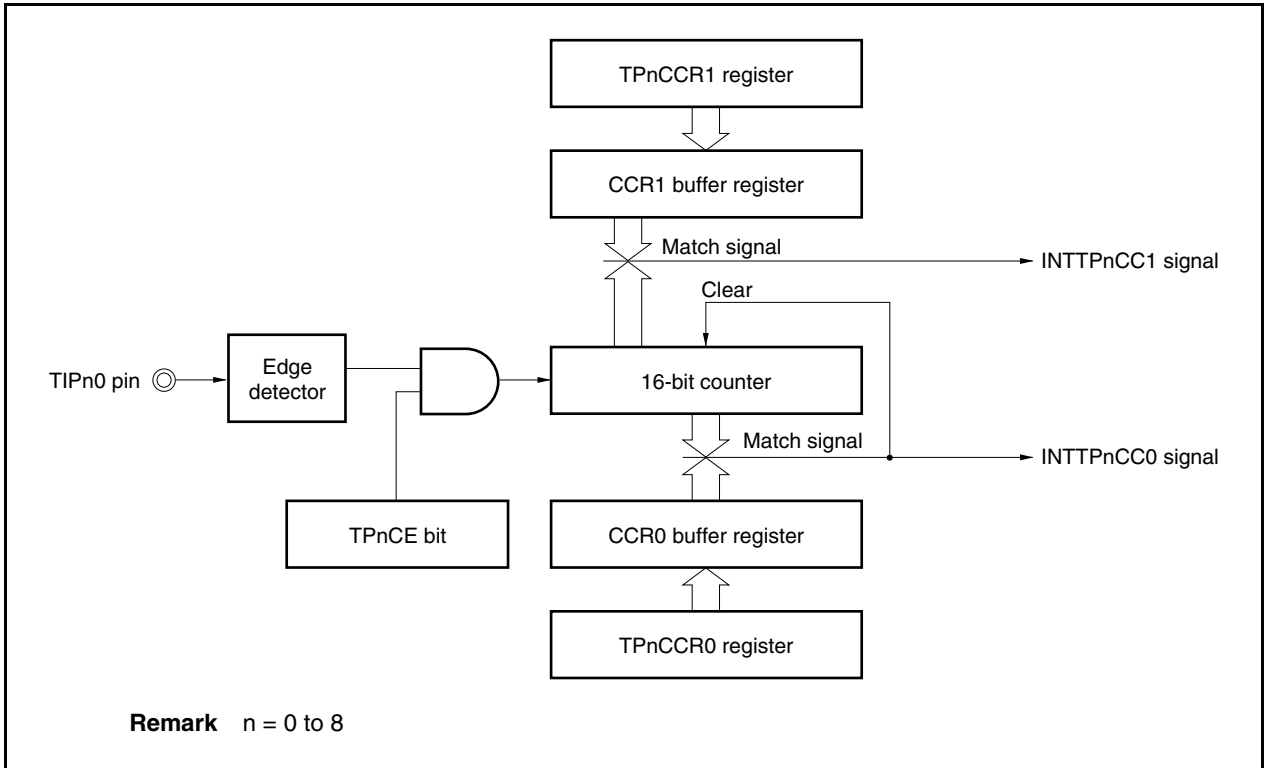 TPnCCR1 register
CCR1 buffer register
Match signal
INTTPnCC1 signal
Clear
TIPn0 pin
Edge
detector
16-bit counter
Match signal
INTTPnCC0 signal
TPnCE bit
CCR0 buffer register
TPnCCR0 register
Remark n = 0 to 8